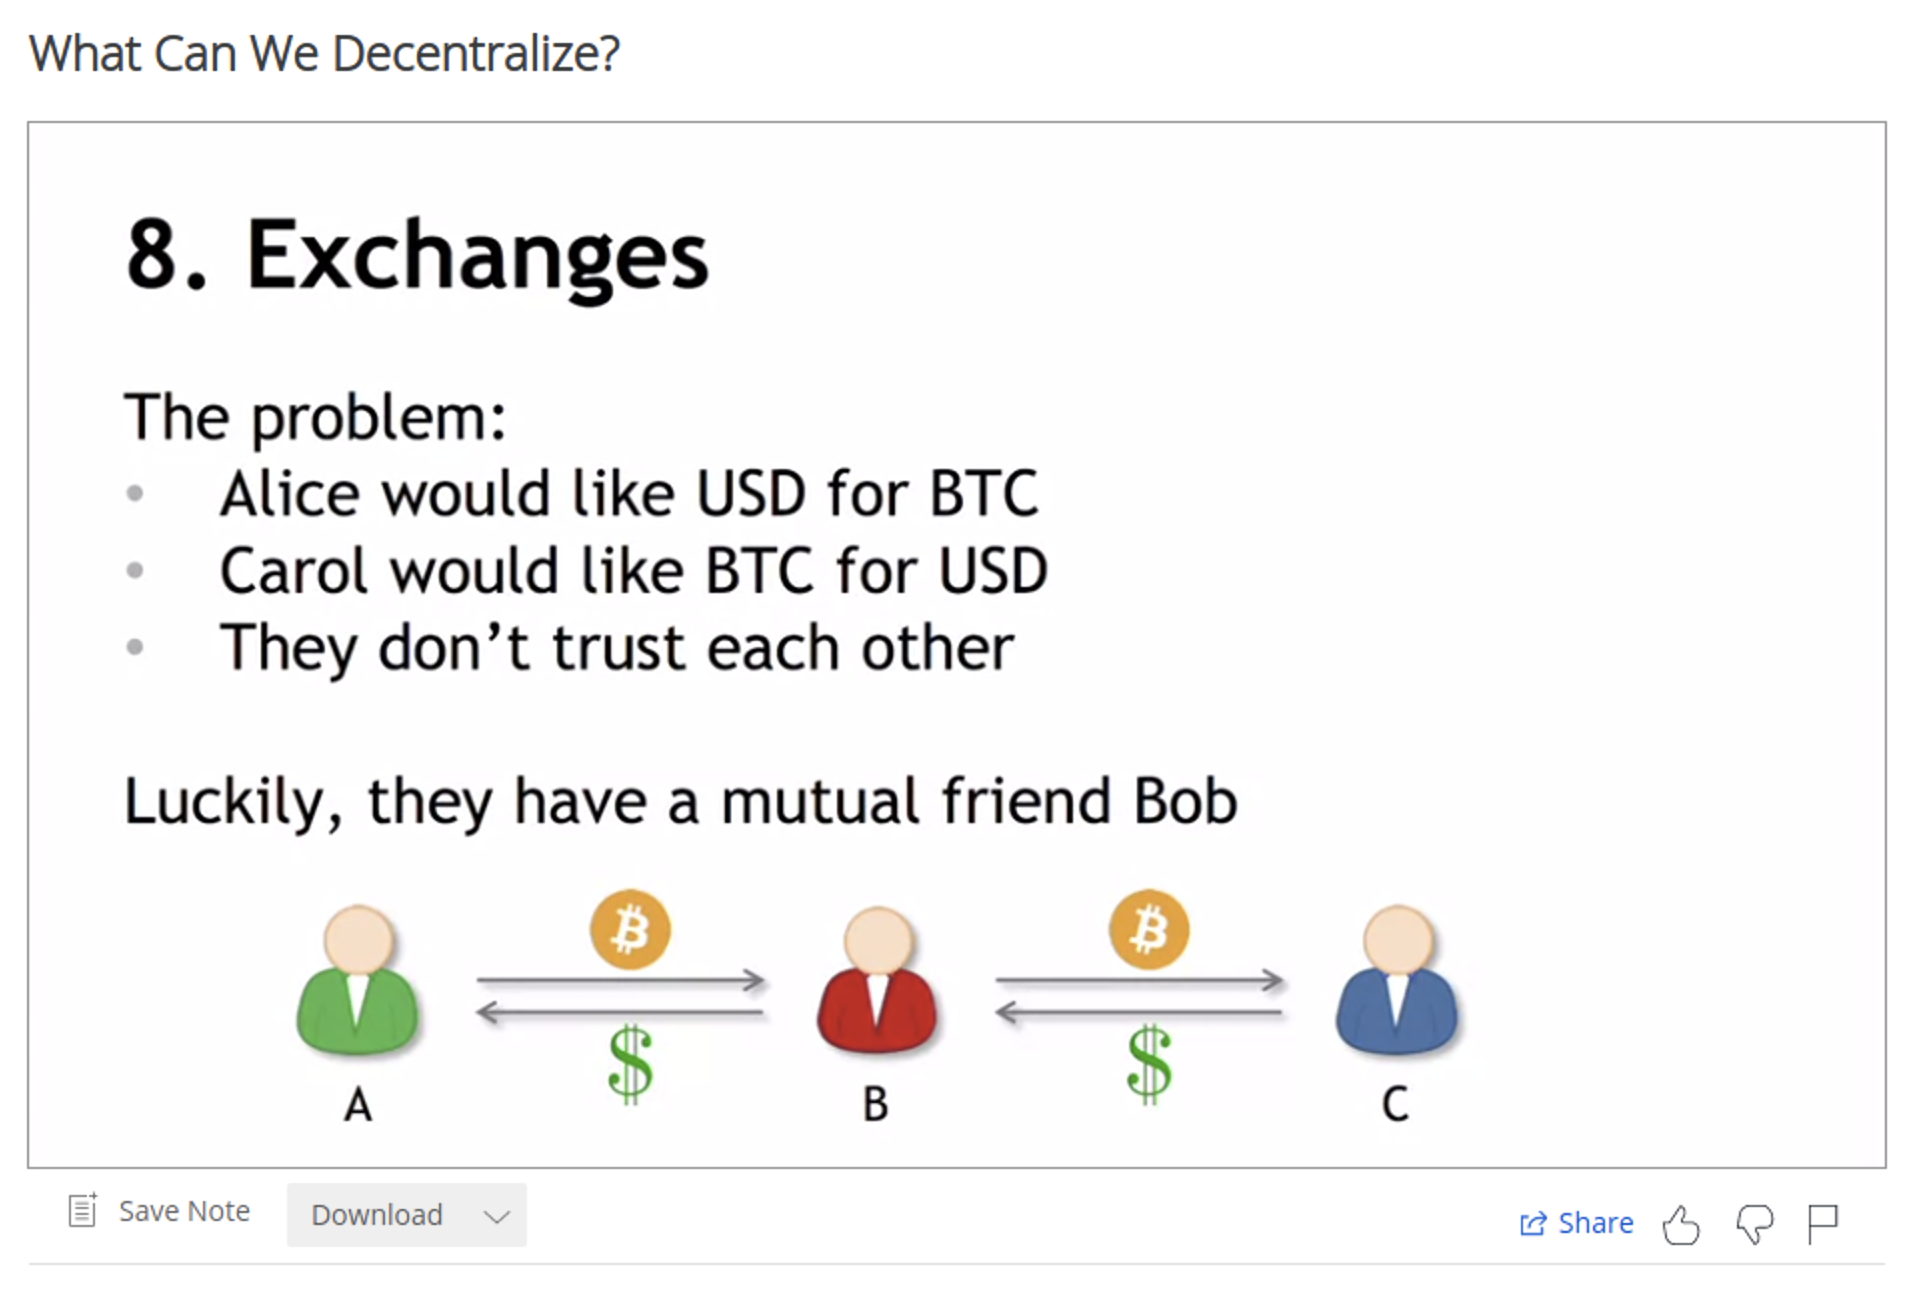 What Can We Decentralize?
8. Exchanges
The problem:
• Alice would like USD for BTC
• Carol would like BTC for USD
• They don’t trust each other
Luckily, they have a mutual friend Bob
₿ ₿
$ $
A B C
Save Note Download Share